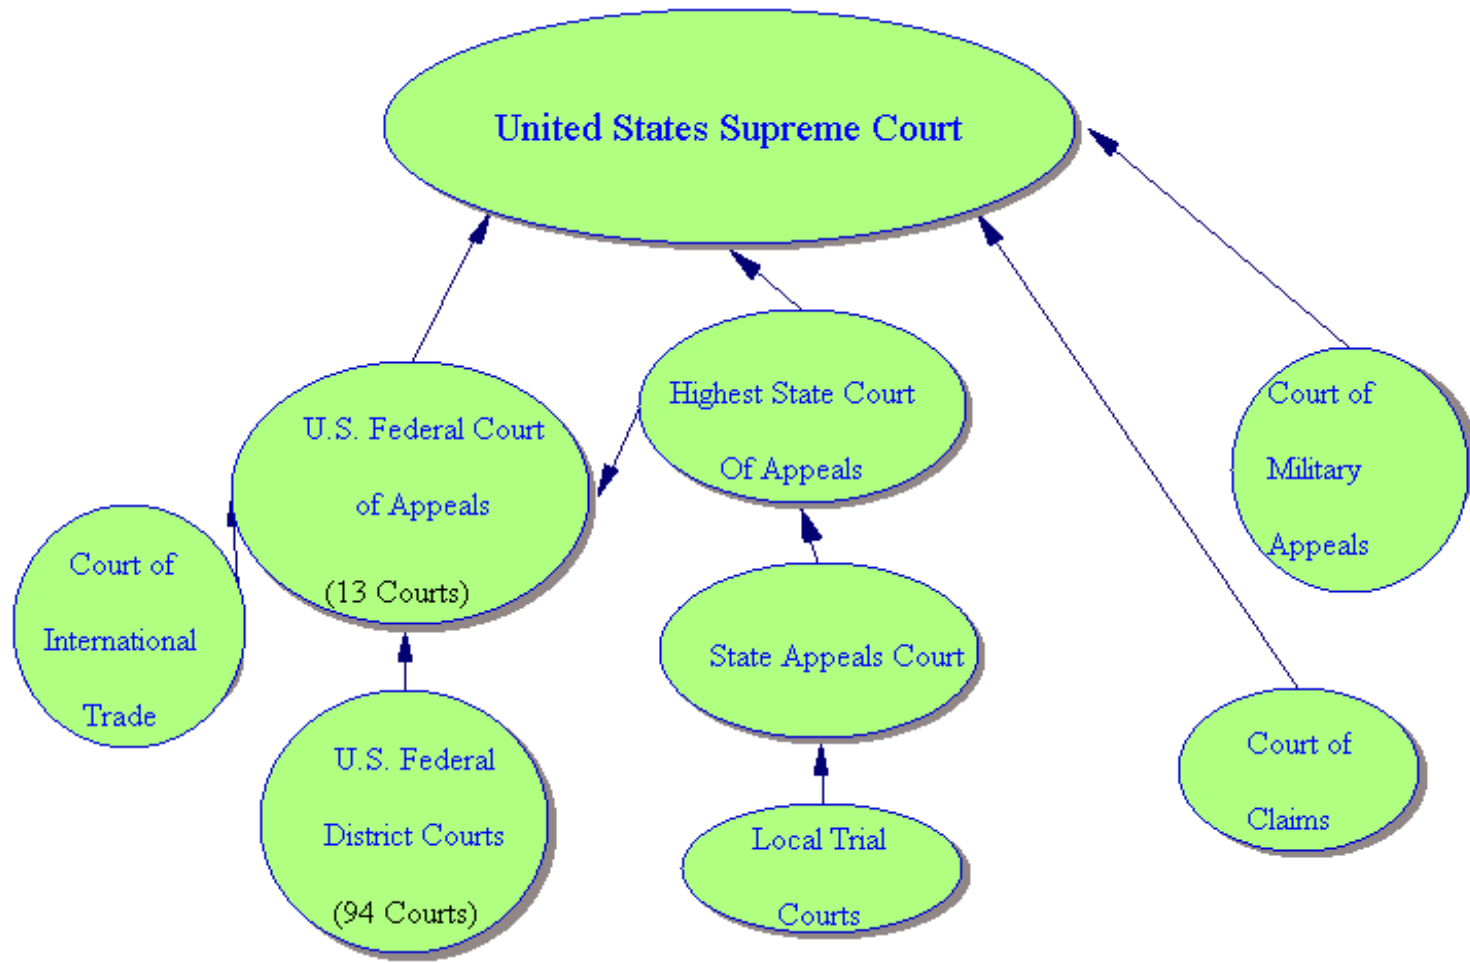 United States Supreme Court
U.S. Federal Court
of Appeals
(13 Courts)
Highest State Court
Of Appeals
Court of
Military
Appeals
Court of
International
Trade
State Appeals Court
U.S. Federal
District Courts
(94 Courts)
Local Trial
Courts
Court of
Claims